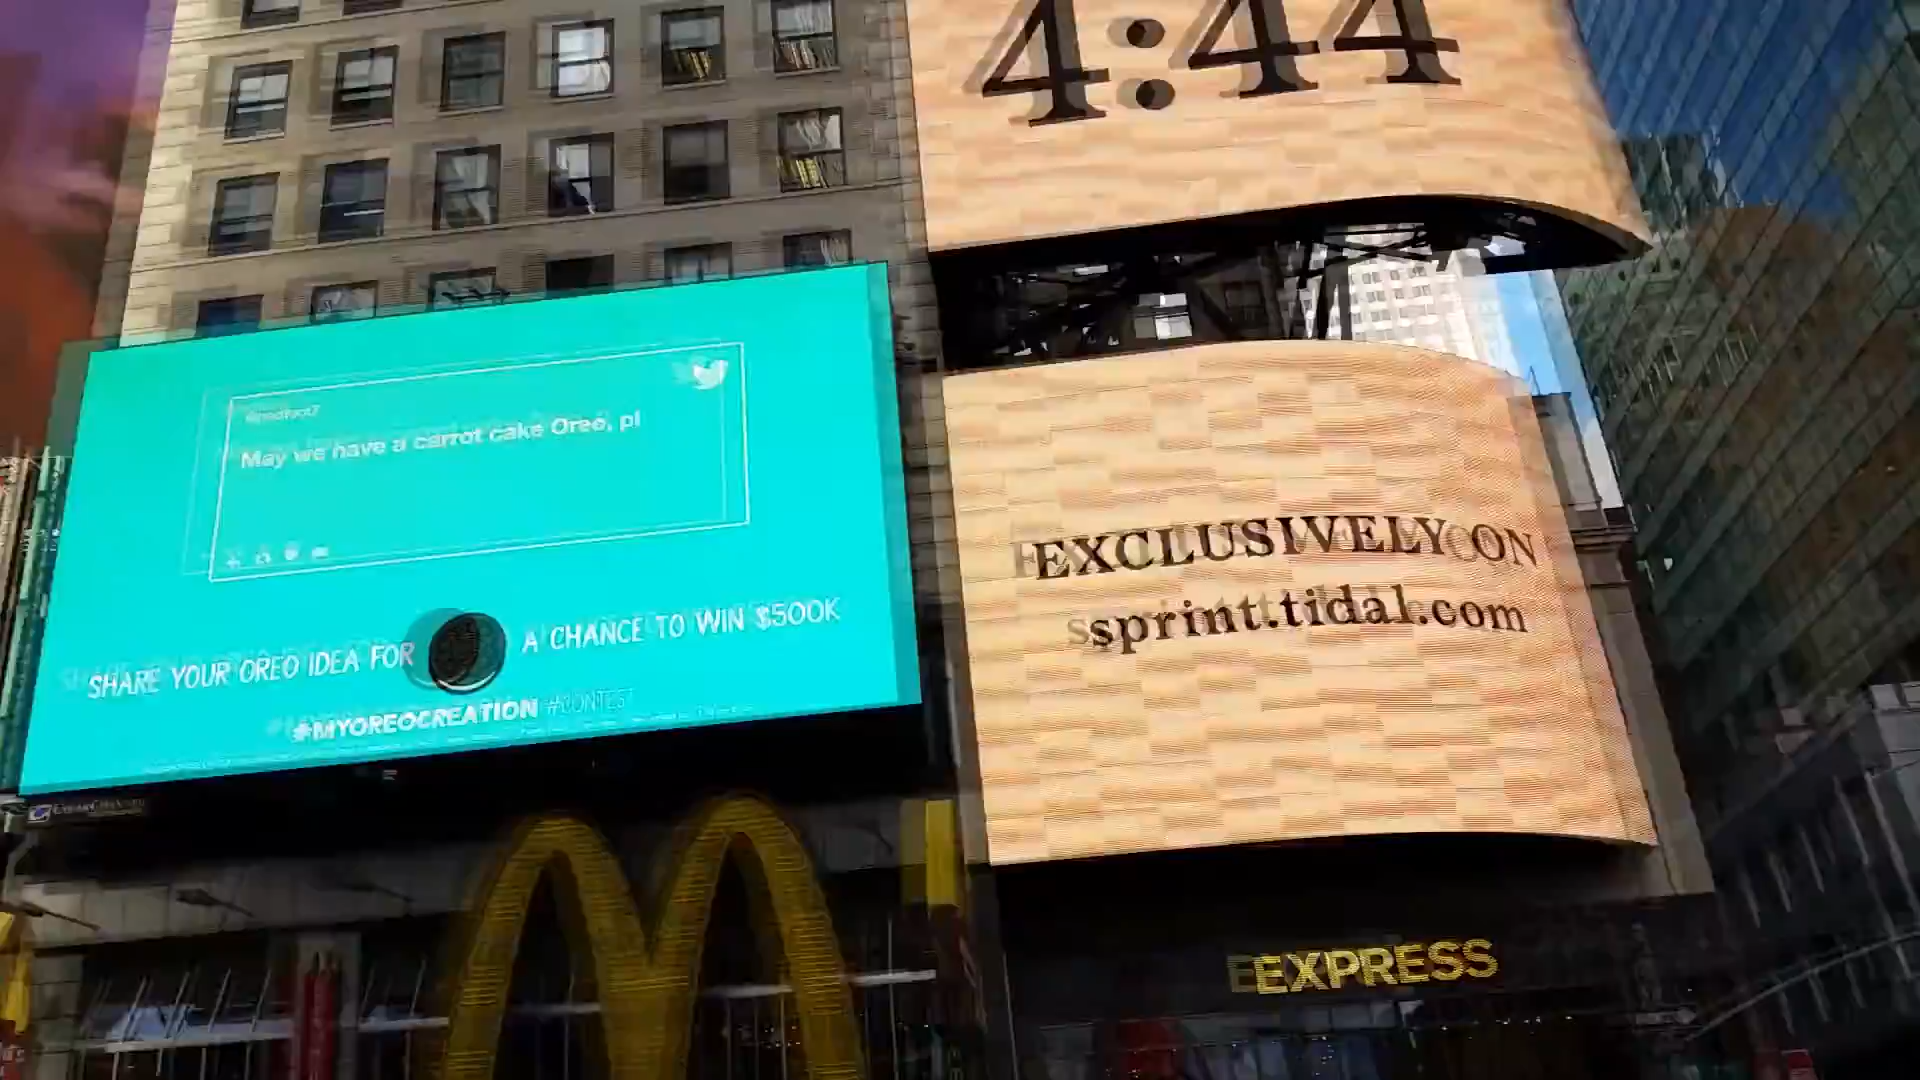 4:44
May we have a carrot cake Oreo, pl
EXCLUSIVELY ON
sprint.tidal.com
SHARE YOUR OREO IDEA FOR A CHANCE TO WIN $500K
#MYOREOCREATION #CONTEST
EXPRESS